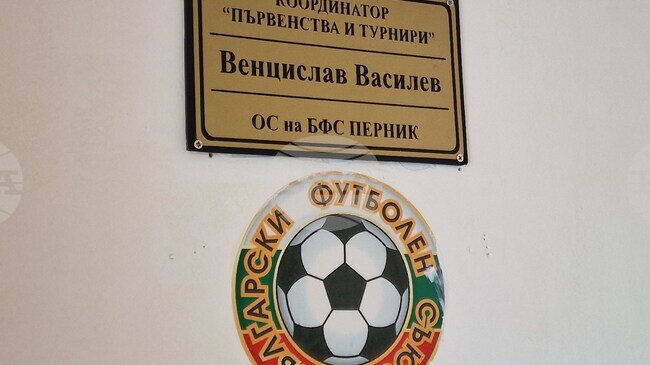 КООРДИНАТОР
“ПЪРВЕНСТВА И ТУРНИРИ”
Венцислав Василев
ОС на БФС ПЕРНИК
ФУТБОЛЕН